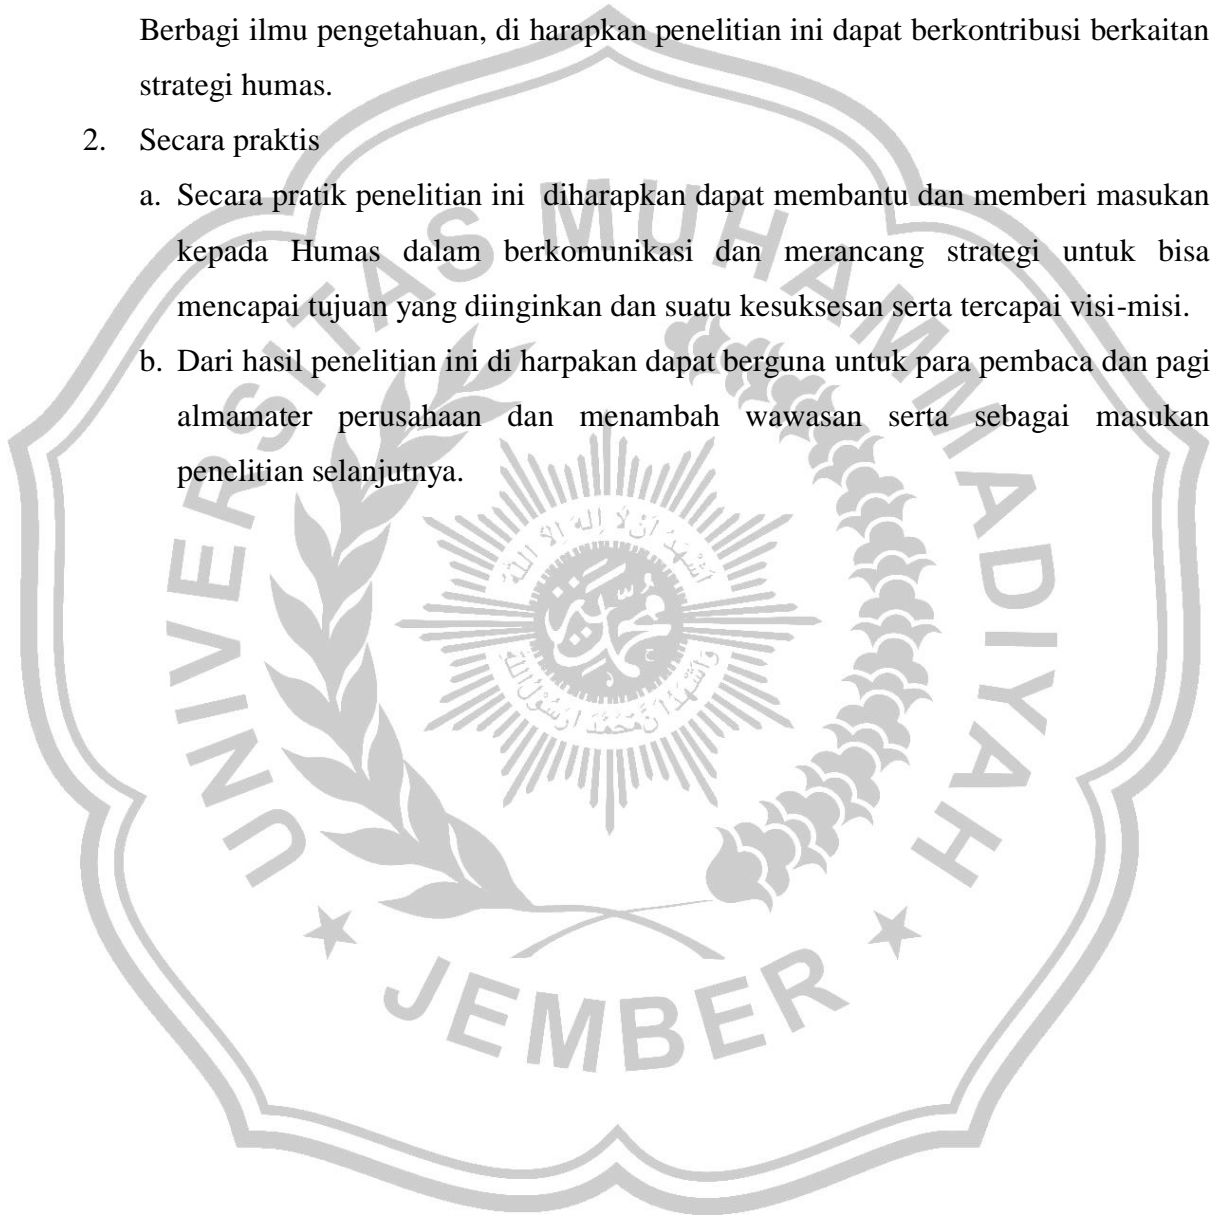 Berbagi ilmu pengetahuan, di harapkan penelitian ini dapat berkontribusi berkaitan
strategi humas.
2. Secara praktis
a. Secara pratik penelitian ini diharapkan dapat membantu dan memberi masukan
kepada Humas dalam berkomunikasi dan merancang strategi untuk bisa
mencapai tujuan yang diinginkan dan suatu kesuksesan serta tercapai visi-misi.
b. Dari hasil penelitian ini di harpakan dapat berguna untuk para pembaca dan pagi
almamater perusahaan dan menambah wawasan serta sebagai masukan
penelitian selanjutnya.
UNIVERSITAS MUHAMMADIYAH
JEMBER